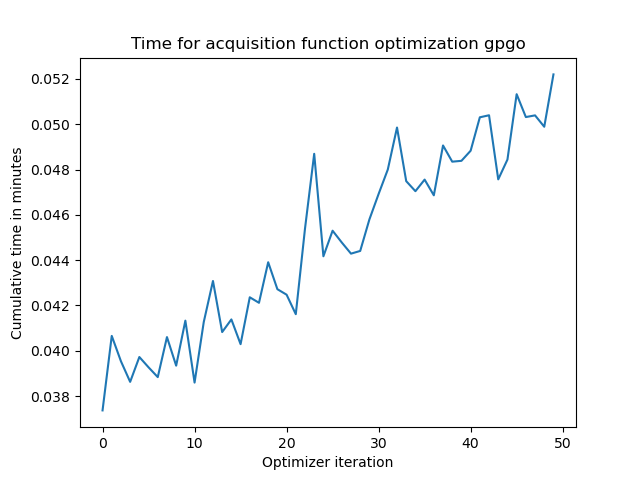 Time for acquisition function optimization gpgo
Cumulative time in minutes
0.052
0.050
0.048
0.046
0.044
0.042
0.040
0.038
0 10 20 30 40 50
Optimizer iteration